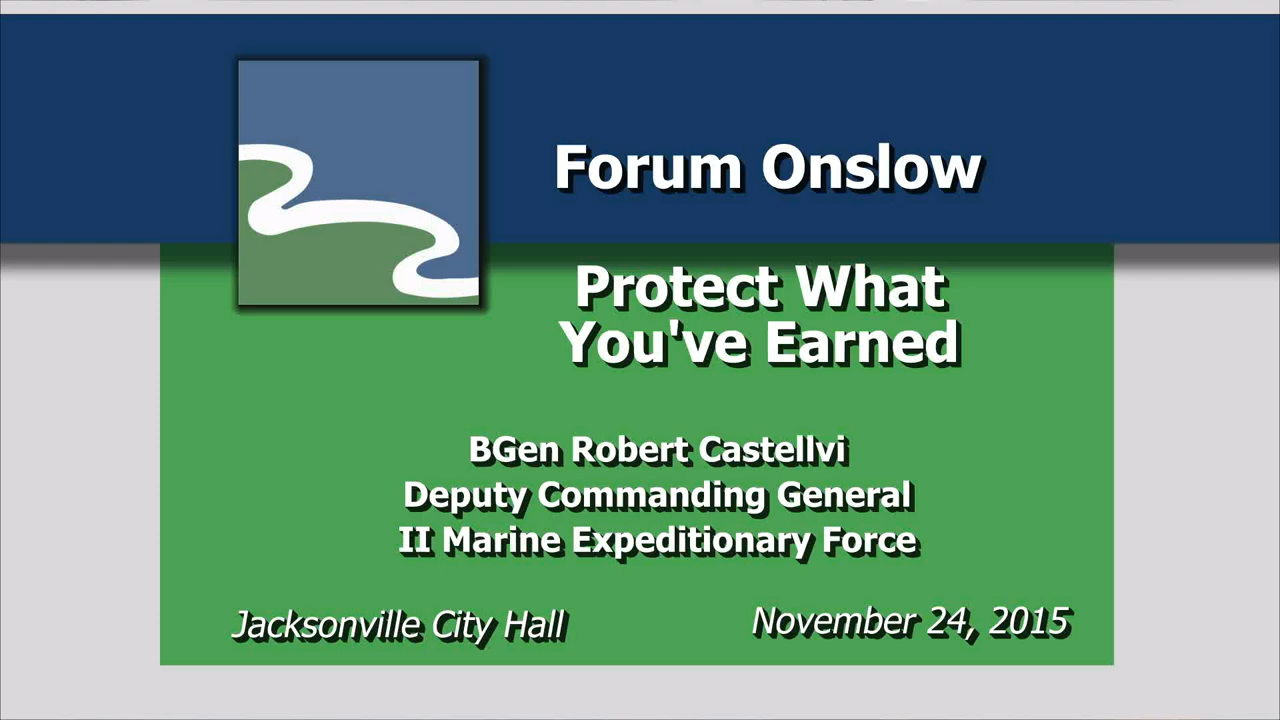 Forum Onslow
Protect What
You've Earned
BGen Robert Castellvi
Deputy Commanding General
II Marine Expeditionary Force
Jacksonville City Hall
November 24, 2015